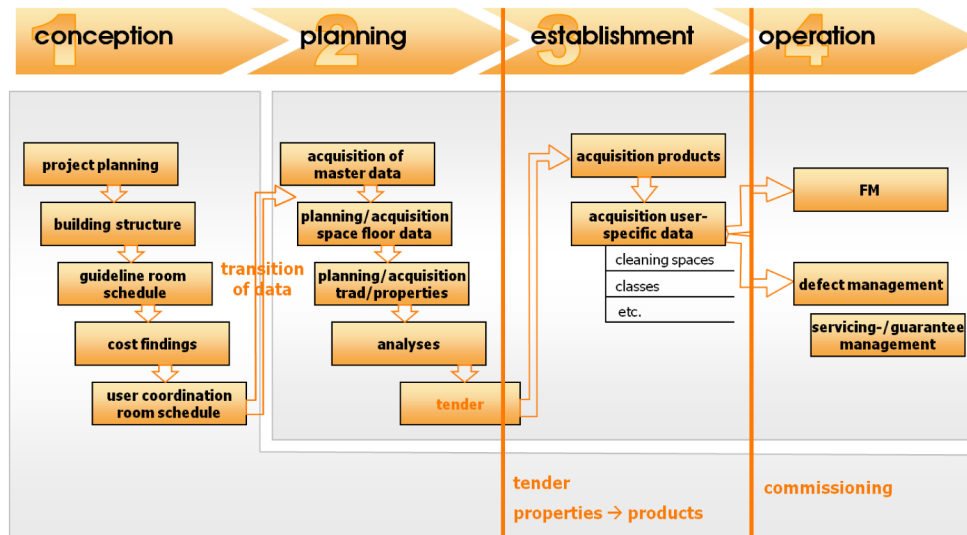 1 conception
2 planning
3 establishment
4 operation
project planning
building structure
guideline room
schedule
cost findings
user coordination
room schedule
transition
of data
acquisition of
master data
planning/acquisition
space floor data
planning/acquisition
trad/properties
analyses
tender
acquisition products
acquisition user-
specific data
cleaning spaces
classes
etc.
FM
defect management
servicing-/guarantee
management
tender
properties → products
commissioning